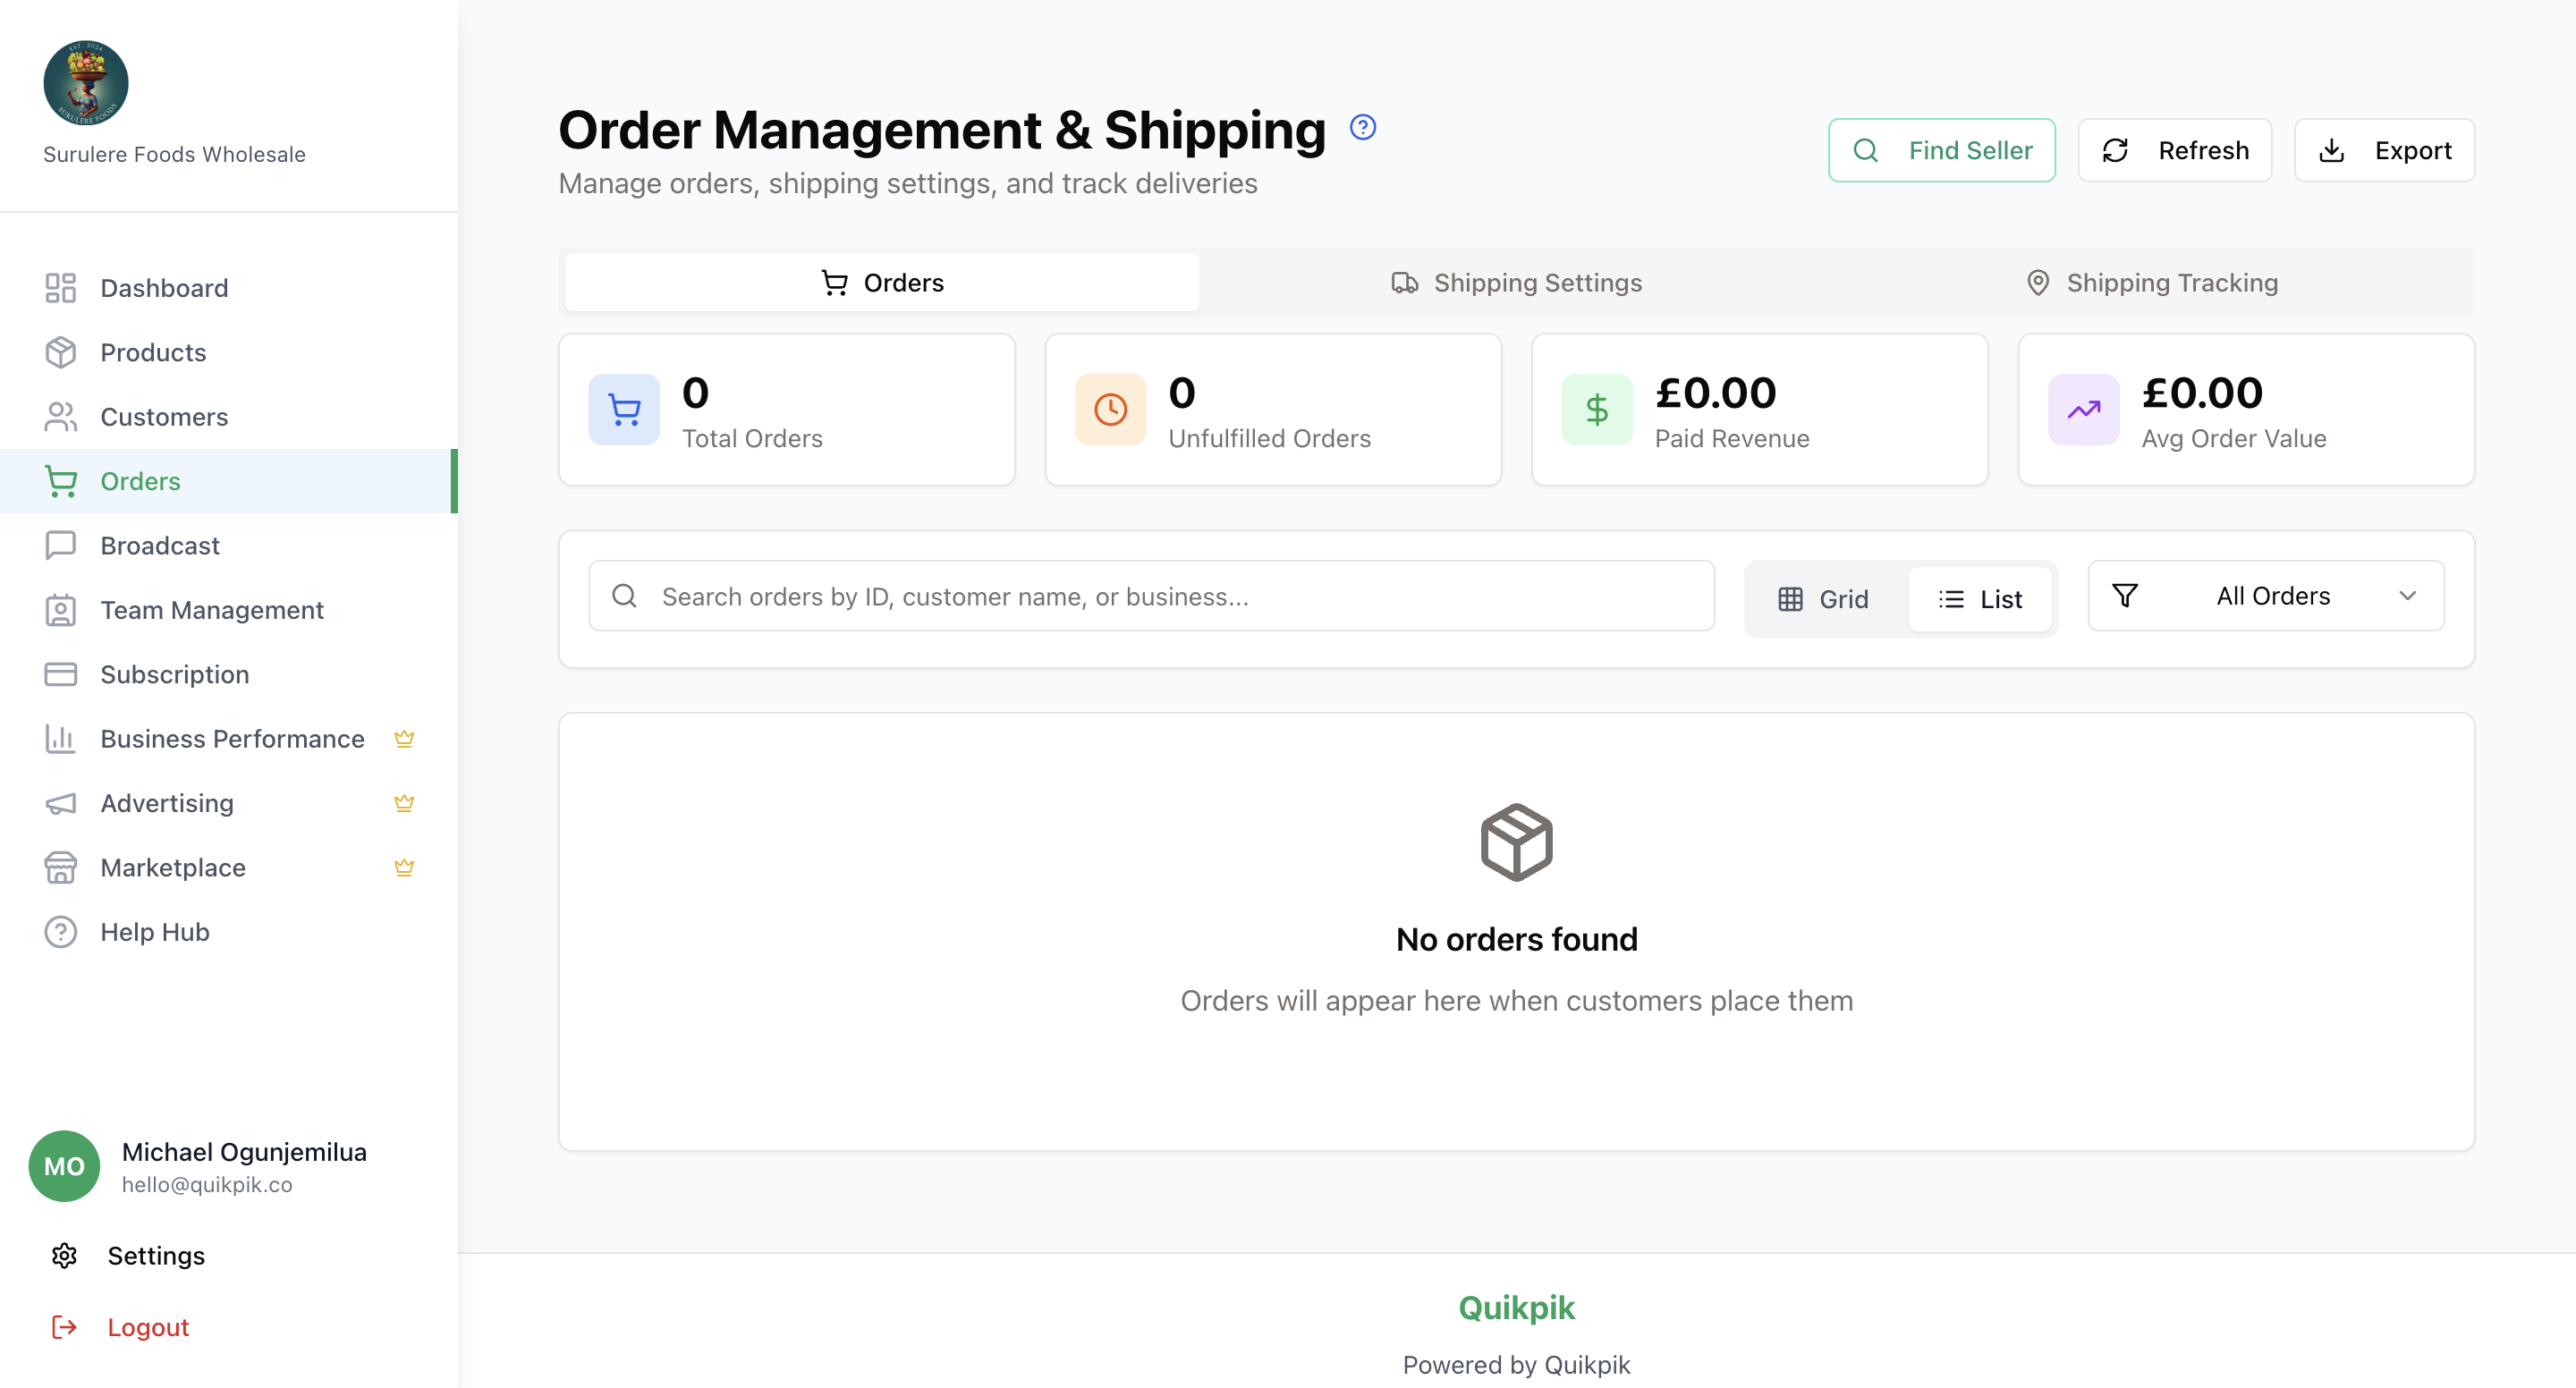 EST. 2024
SURULERE FOODS
Surulere Foods Wholesale
Dashboard
Products
Customers
Orders
Broadcast
Team Management
Subscription
Business Performance
Advertising
Marketplace
Help Hub
MO
Michael Ogunjemilua
hello@quikpik.co
Settings
Logout
Order Management & Shipping
Manage orders, shipping settings, and track deliveries
Find Seller
Refresh
Export
Orders
Shipping Settings
Shipping Tracking
0
Total Orders
0
Unfulfilled Orders
£0.00
Paid Revenue
£0.00
Avg Order Value
Search orders by ID, customer name, or business...
Grid
List
All Orders
No orders found
Orders will appear here when customers place them
Quikpik
Powered by Quikpik